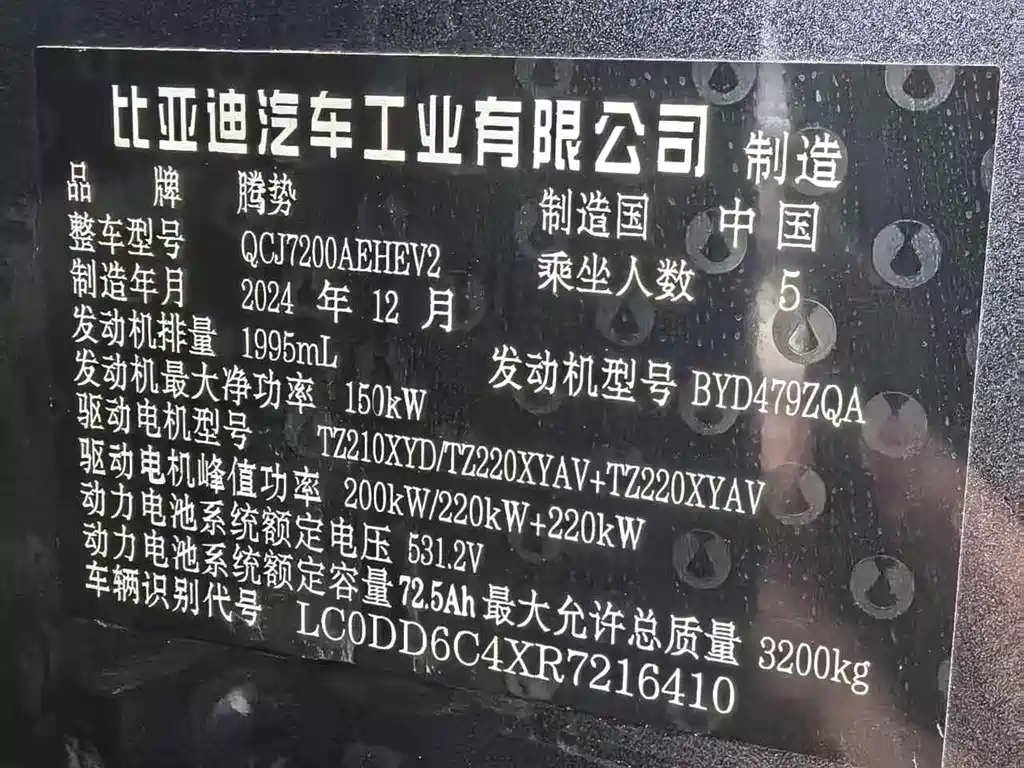 比亚迪汽车工业有限公司 制造
品 牌 腾势 制造国 中国
整车型号 QCJ7200AEHEV2 乘坐人数 5
制造年月 2024 年 12 月
发动机排量 1995mL 发动机型号 BYD479ZQA
发动机最大净功率 150kW
驱动电机型号 TZ210XYD/TZ220XYAV+TZ220XYAV
驱动电机峰值功率 200kW/220kW+220kW
动力电池系统额定电压 531.2V
动力电池系统额定容量 72.5Ah 最大允许总质量 3200kg
车辆识别代号 LC0DD6C4XR7216410